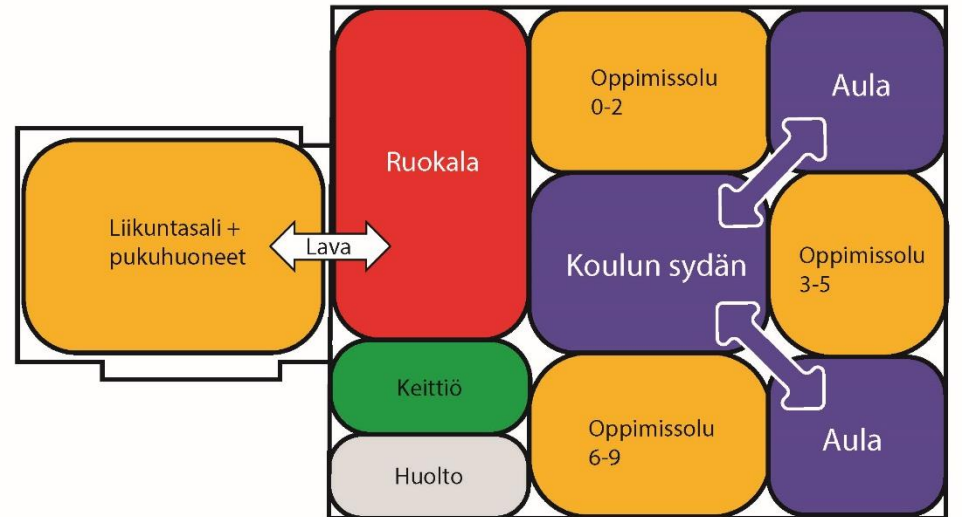 Oppimissolu
0-2
Aula
Ruokala
Liikuntasali +
pukuhuoneet
Lava
Koulun sydän
Oppimissolu
3-5
Keittiö
Oppimissolu
6-9
Aula
Huolto